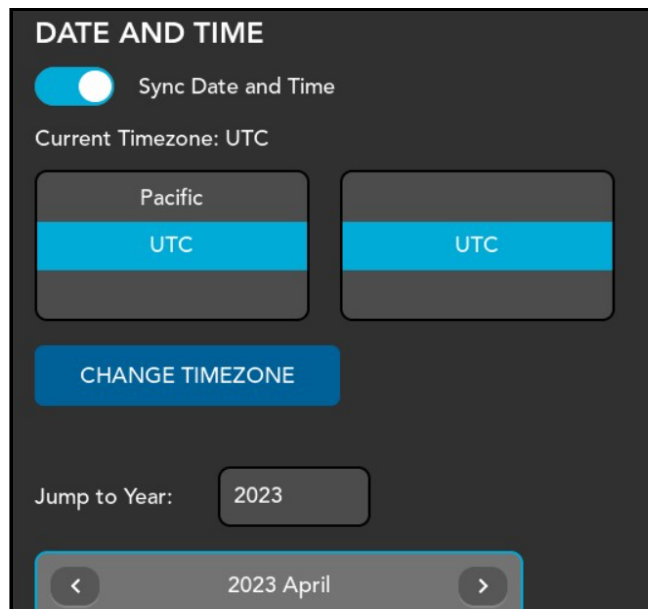 DATE AND TIME
Sync Date and Time
Current Timezone: UTC
Pacific
UTC UTC
CHANGE TIMEZONE
Jump to Year: 2023
2023 April